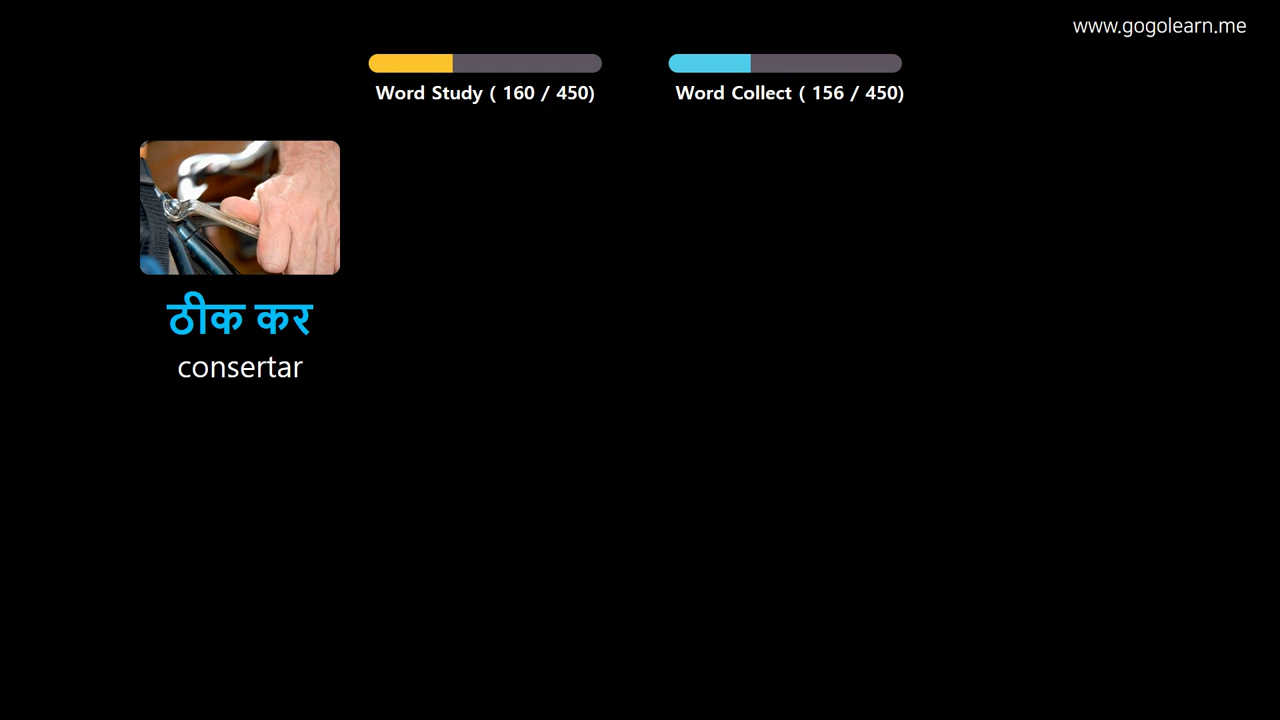 www.gogolearn.me
Word Study ( 160 / 450)
Word Collect ( 156 / 450)
ठीक कर
consertar